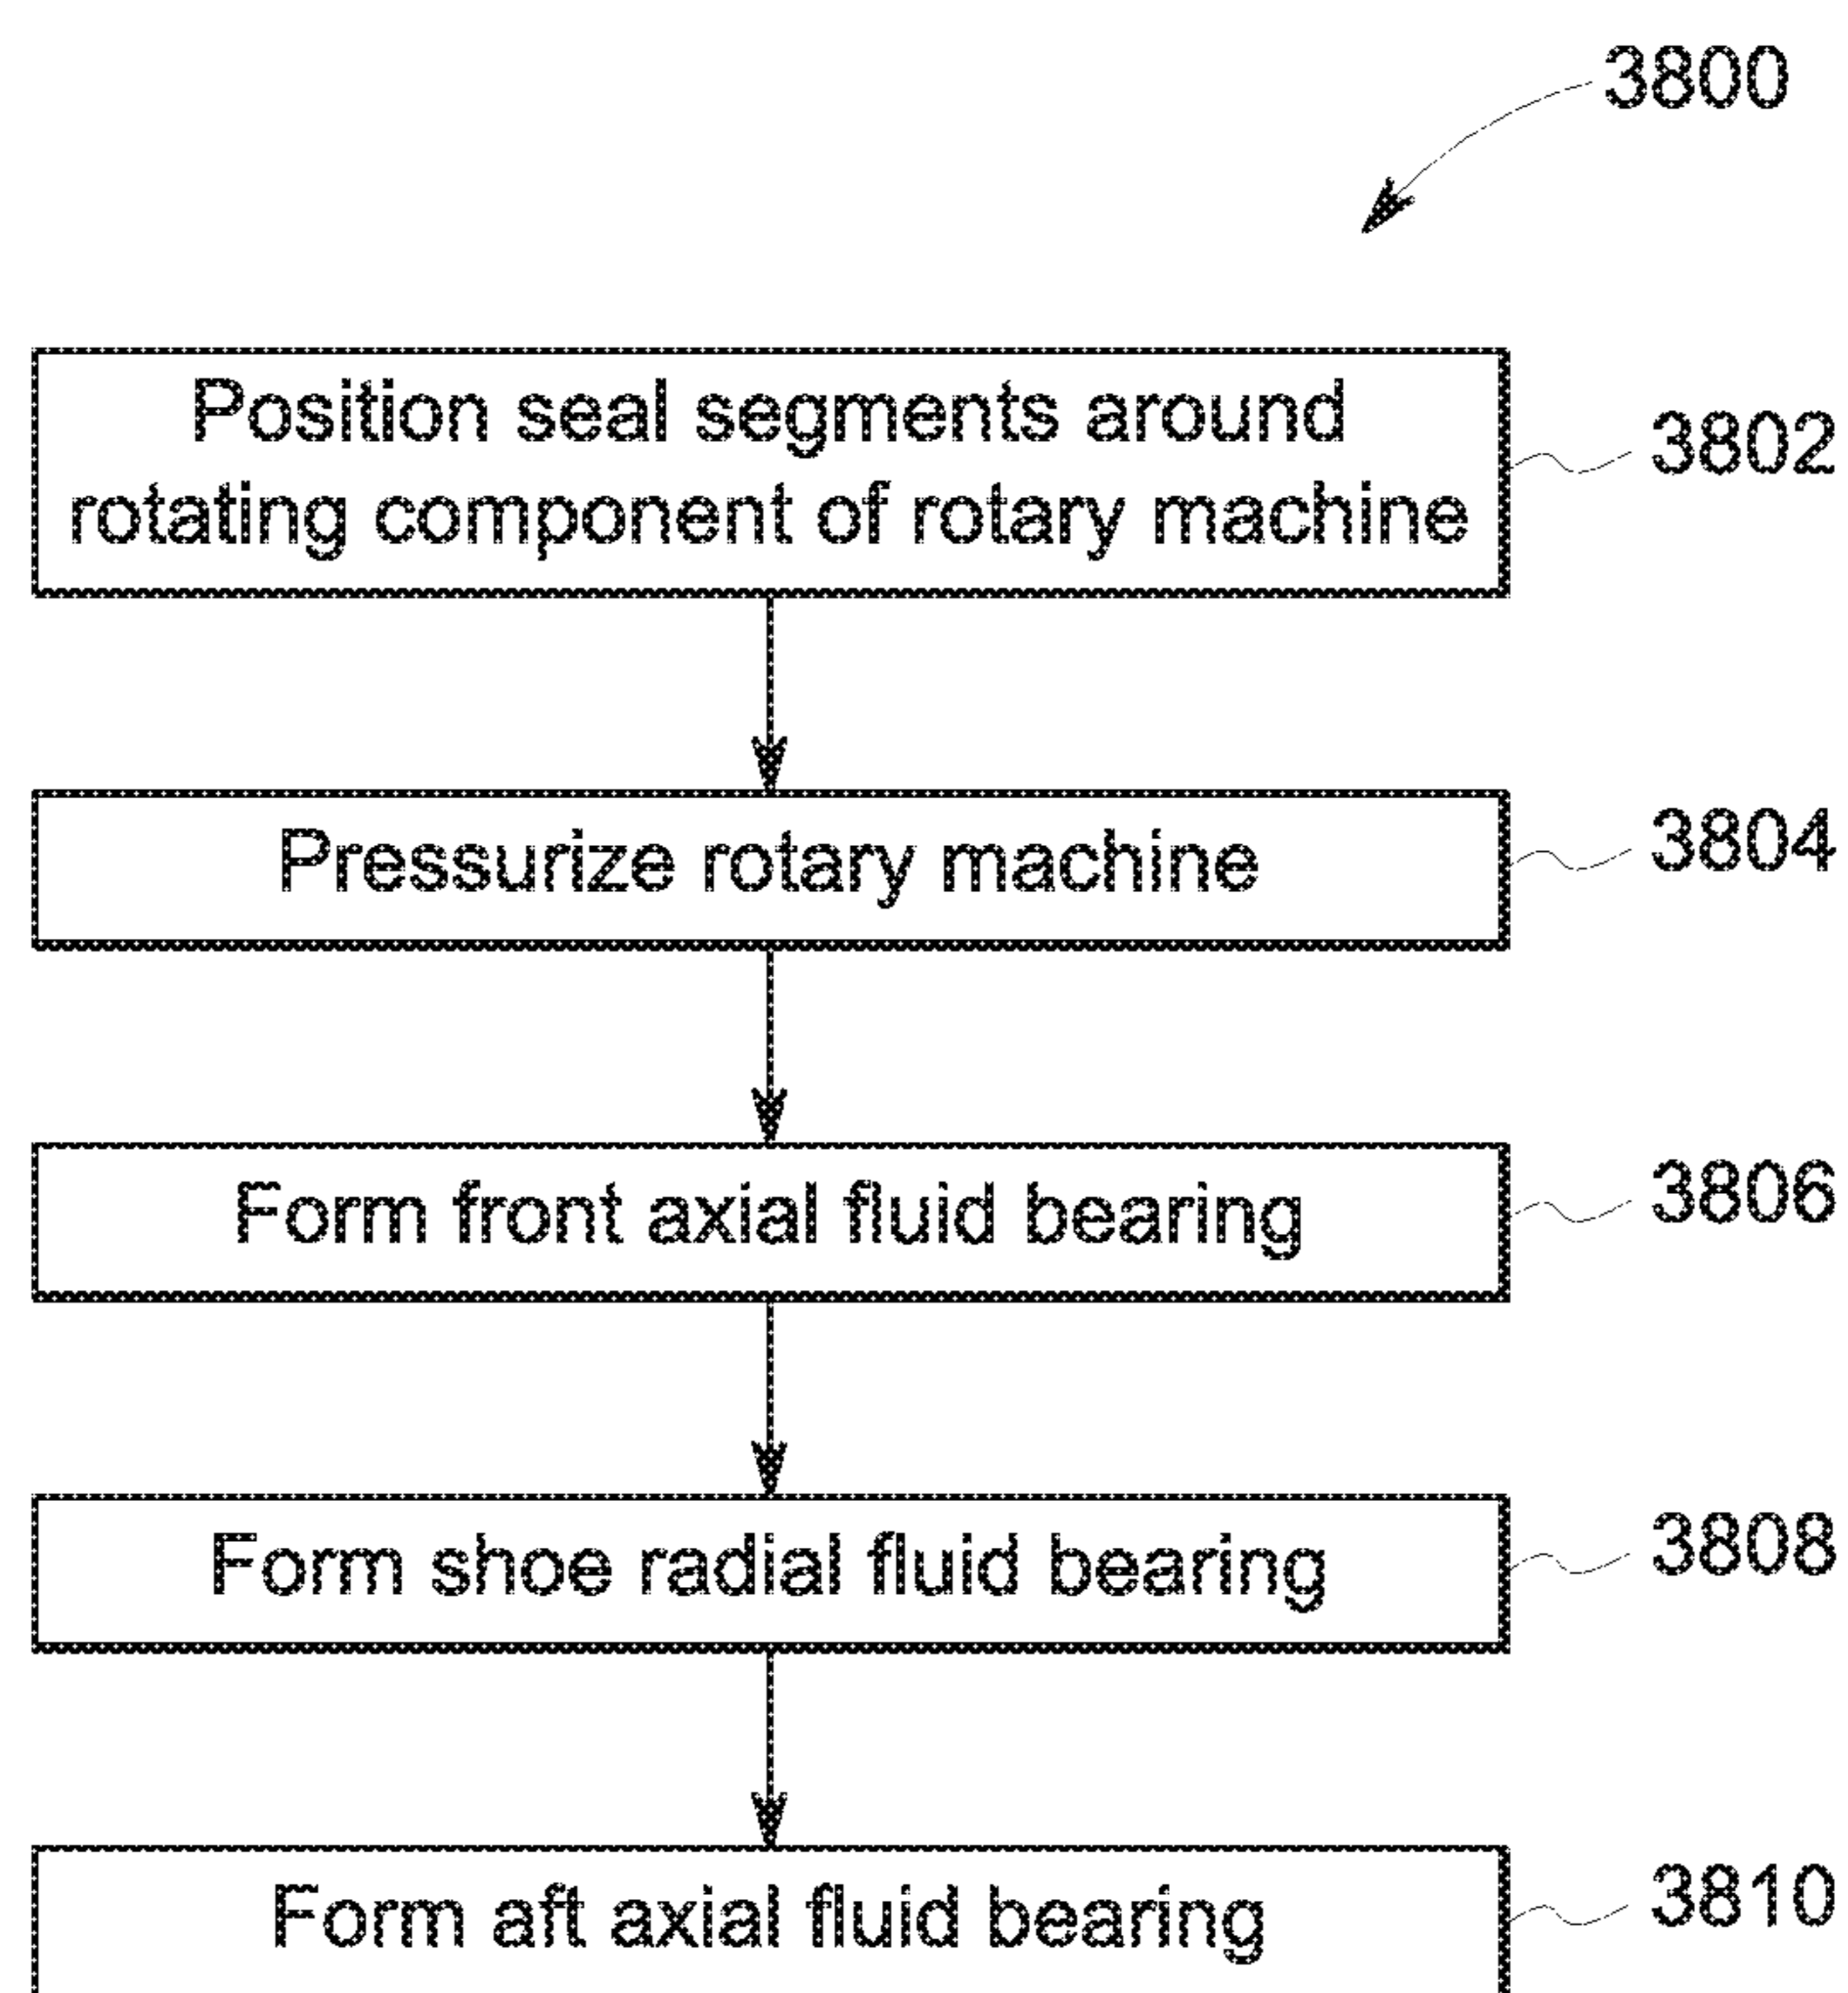 3800
Position seal segments around
rotating component of rotary machine
3802
Pressurize rotary machine
3804
Form front axial fluid bearing
3806
Form shoe radial fluid bearing
3808
Form aft axial fluid bearing
3810